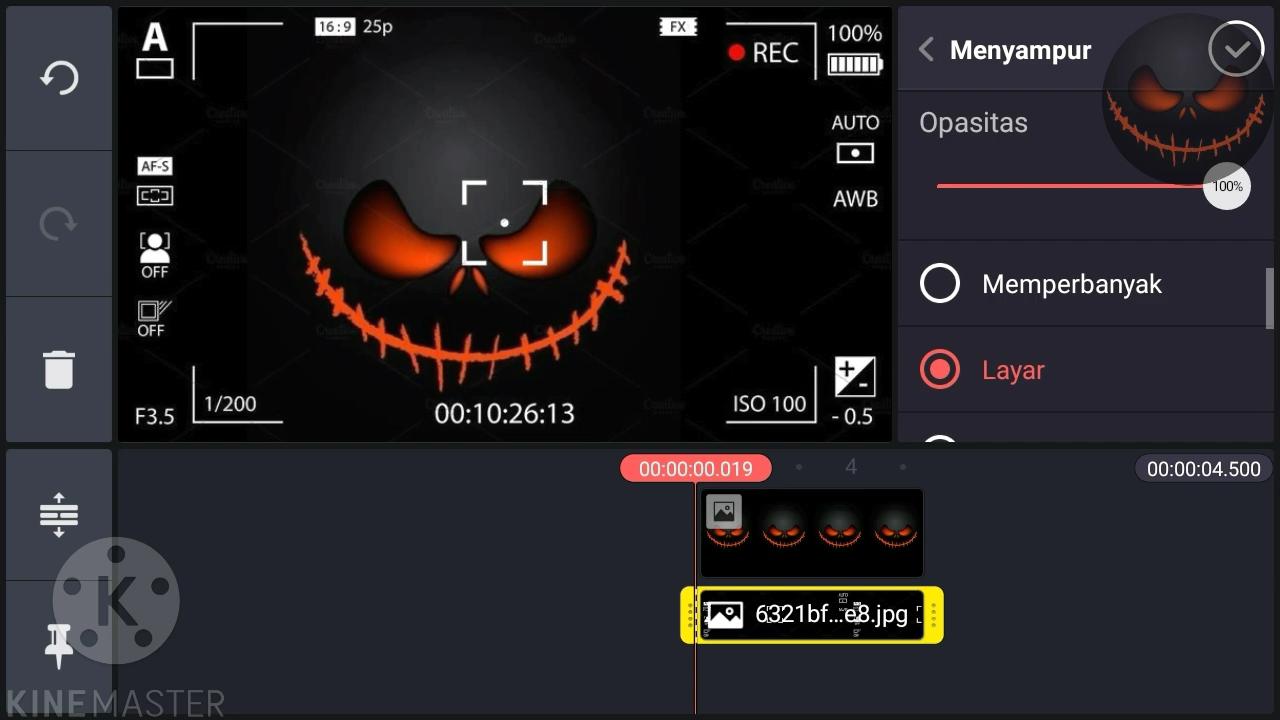 A
16:9 25p
FX
REC
100%
AUTO
AWB
AF-S
OFF
OFF
F3.5
1/200
00:10:26:13
ISO 100
- 0.5
Menyampur
Opasitas
100%
Memperbanyak
Layar
00:00:00.019
4
00:00:04.500
6321bf...e8.jpg
K
KINEMASTER